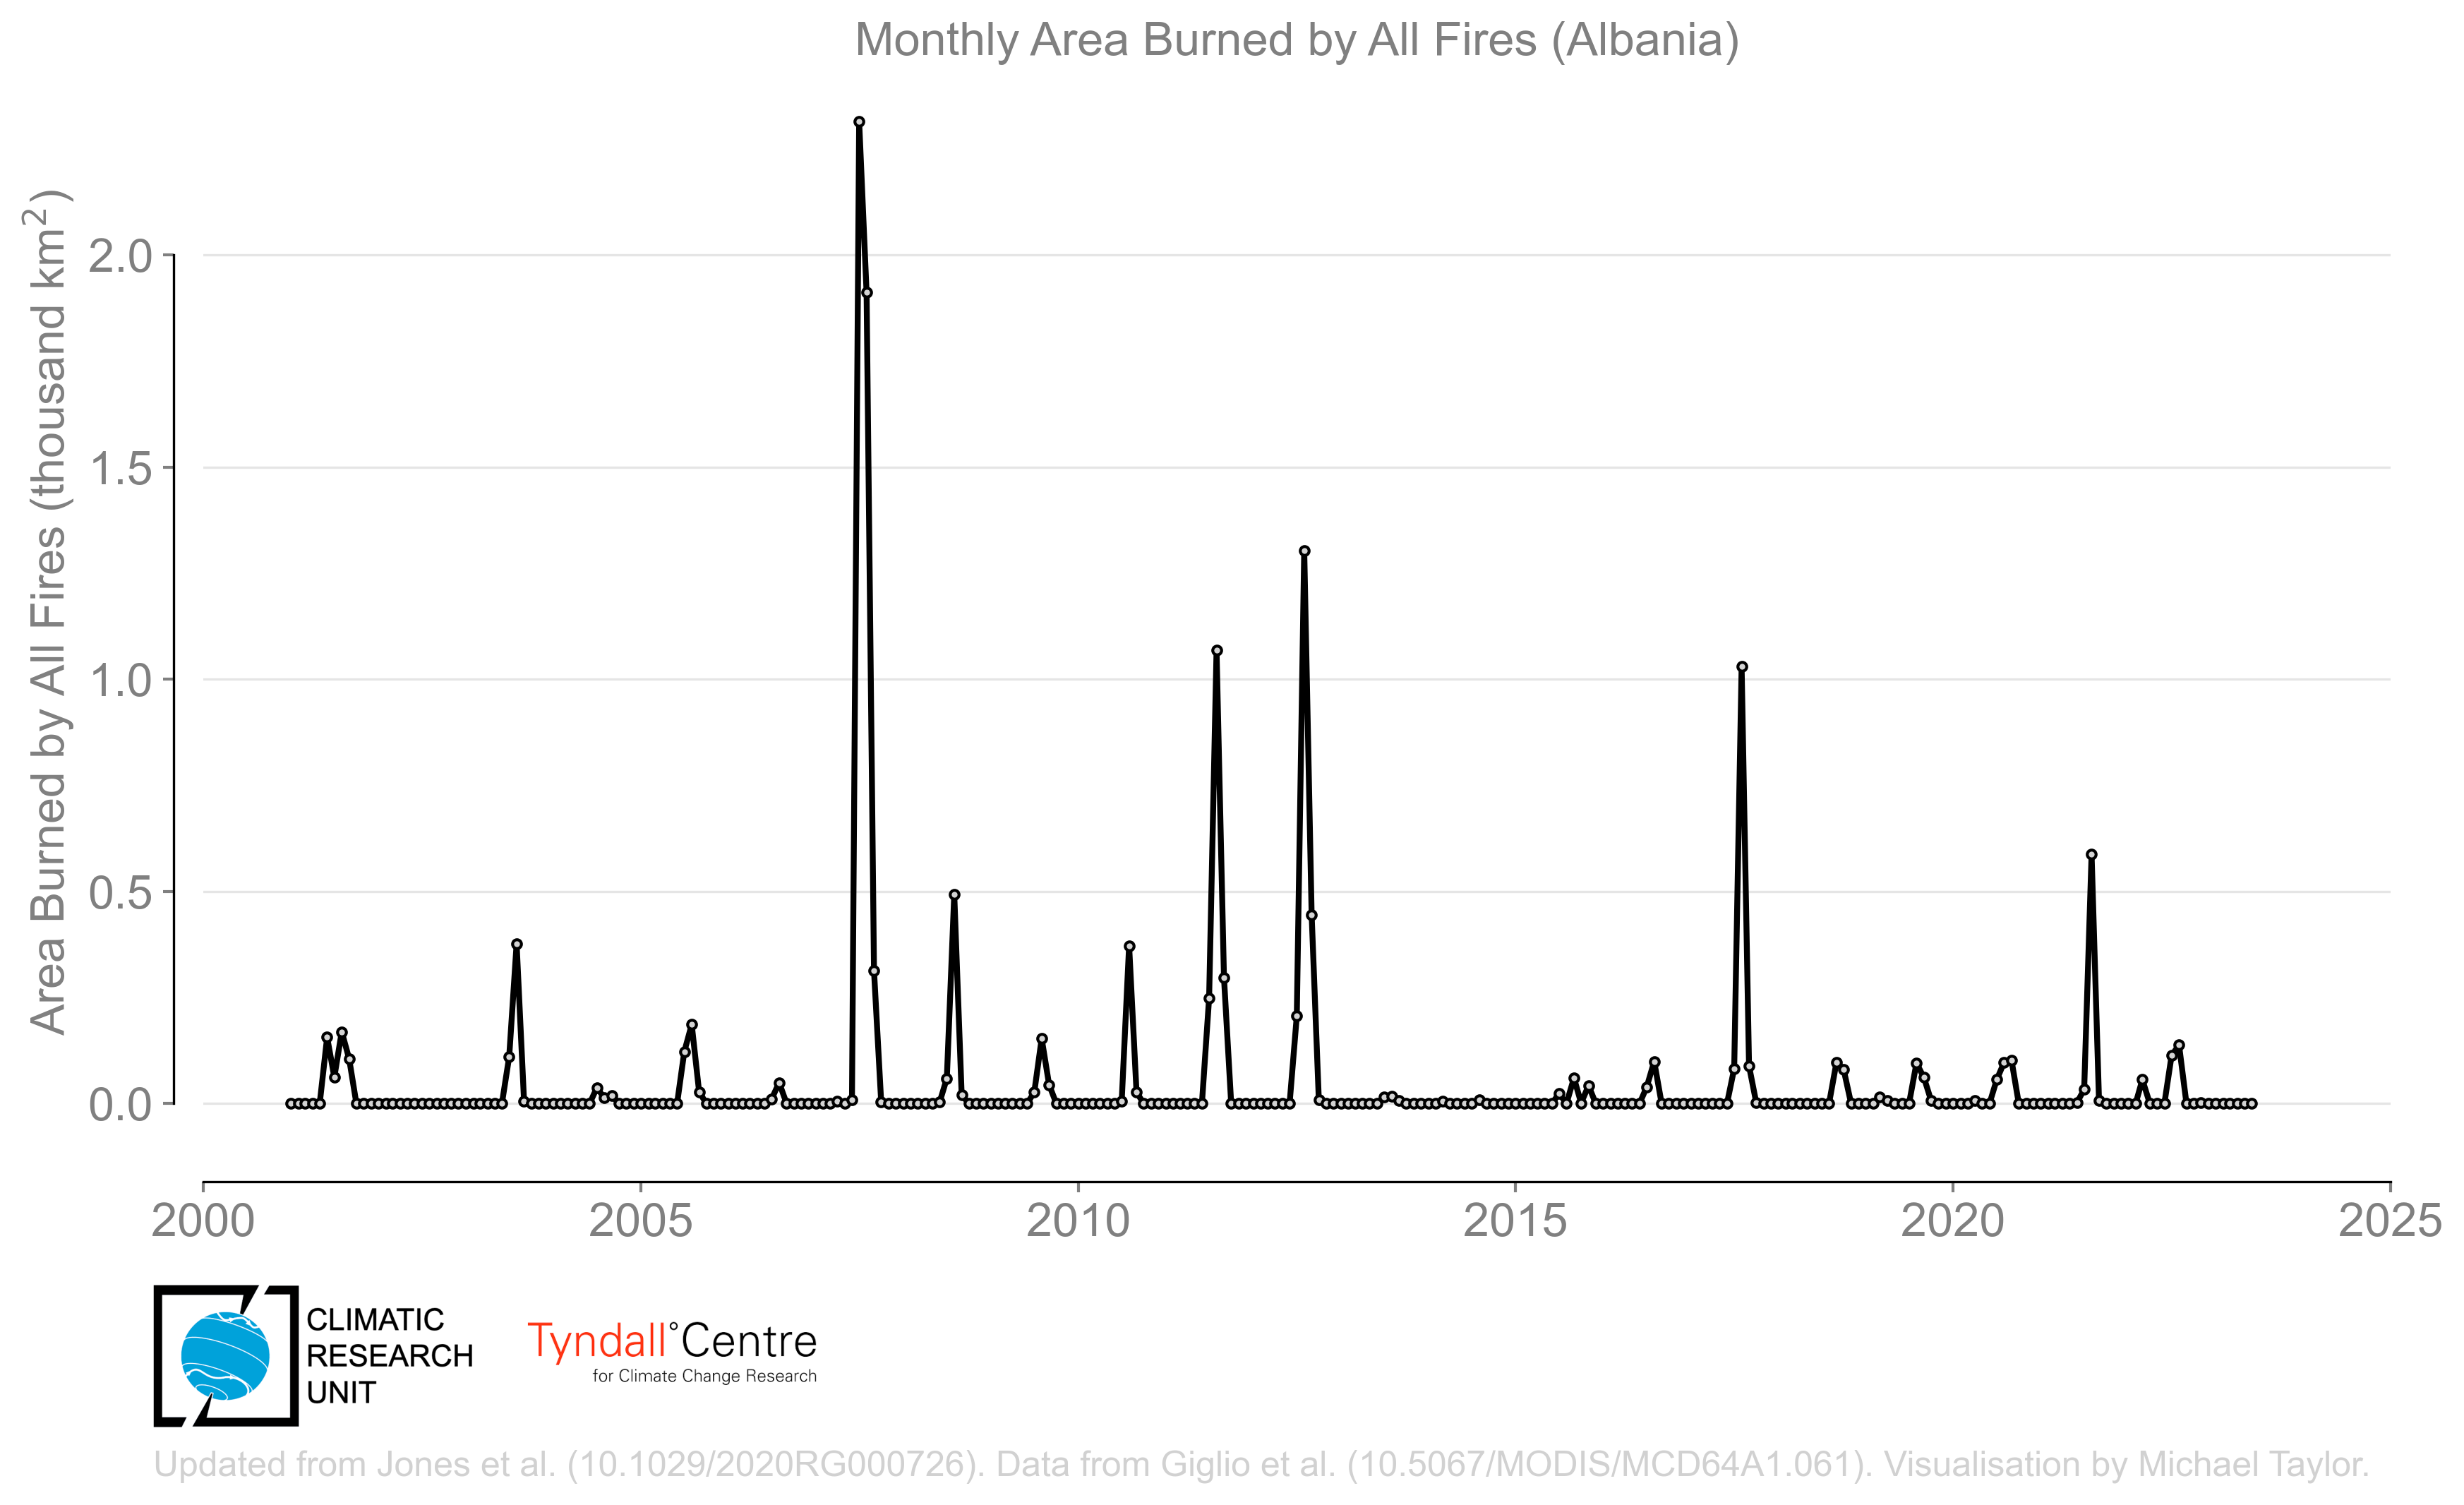 Monthly Area Burned by All Fires (Albania)
Area Burned by All Fires (thousand km²)
2.0
1.5
1.0
0.5
0.0
2000 2005 2010 2015 2020 2025
CLIMATIC
RESEARCH
UNIT
Tyndall°Centre
for Climate Change Research
Updated from Jones et al. (10.1029/2020RG000726). Data from Giglio et al. (10.5067/MODIS/MCD64A1.061). Visualisation by Michael Taylor.